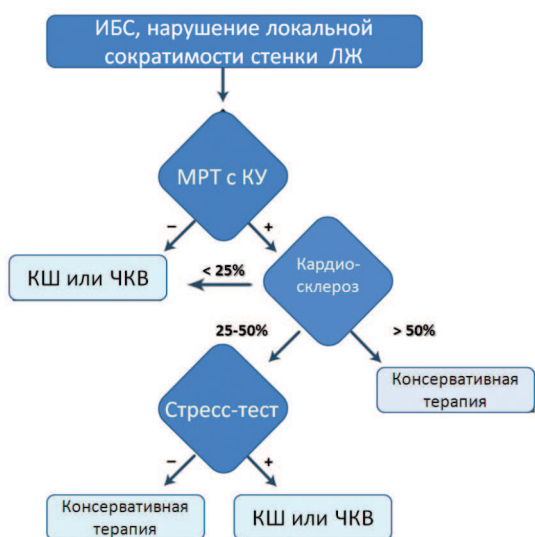 ИБС, нарушение локальной
сократимости стенки ЛЖ
МРТ с КУ
– +
КШ или ЧКВ
< 25%
Кардио-
склероз
25-50%
> 50%
Консервативная
терапия
Стресс-тест
– +
Консервативная
терапия
КШ или ЧКВ